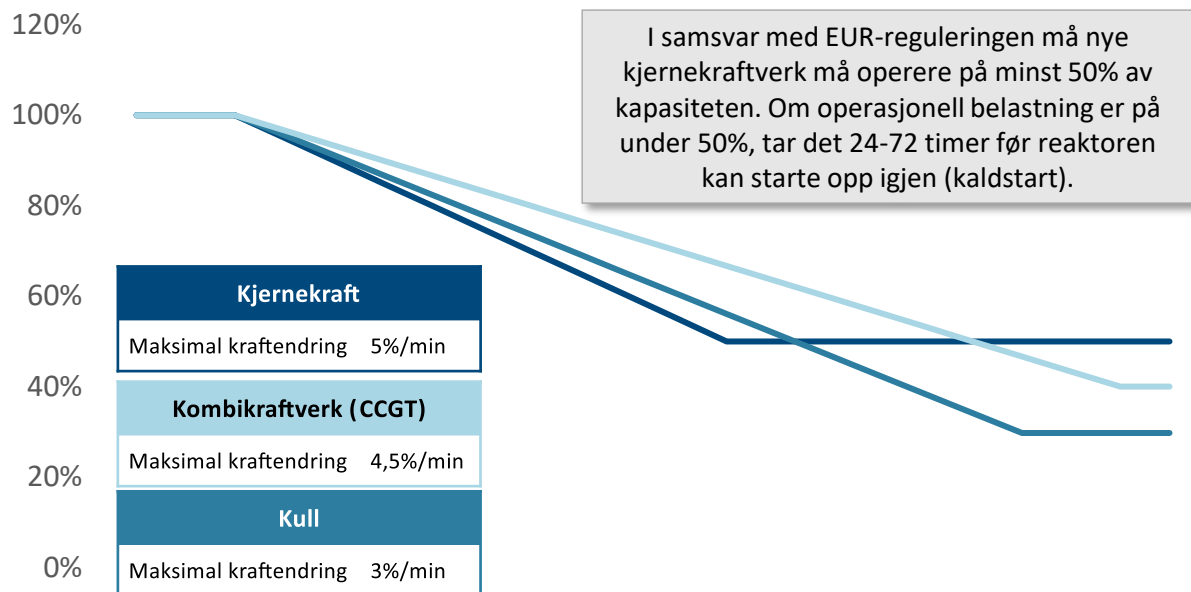 120%
I samsvar med EUR-reguleringen må nye
kjernekraftverk må operere på minst 50% av
kapasiteten. Om operasjonell belastning er på
under 50%, tar det 24-72 timer før reaktoren
kan starte opp igjen (kaldstart).
100%
80%
60%
40%
20%
0%
Kjernekraft
Maksimal kraftendring 5%/min
Kombikraftverk (CCGT)
Maksimal kraftendring 4,5%/min
Kull
Maksimal kraftendring 3%/min